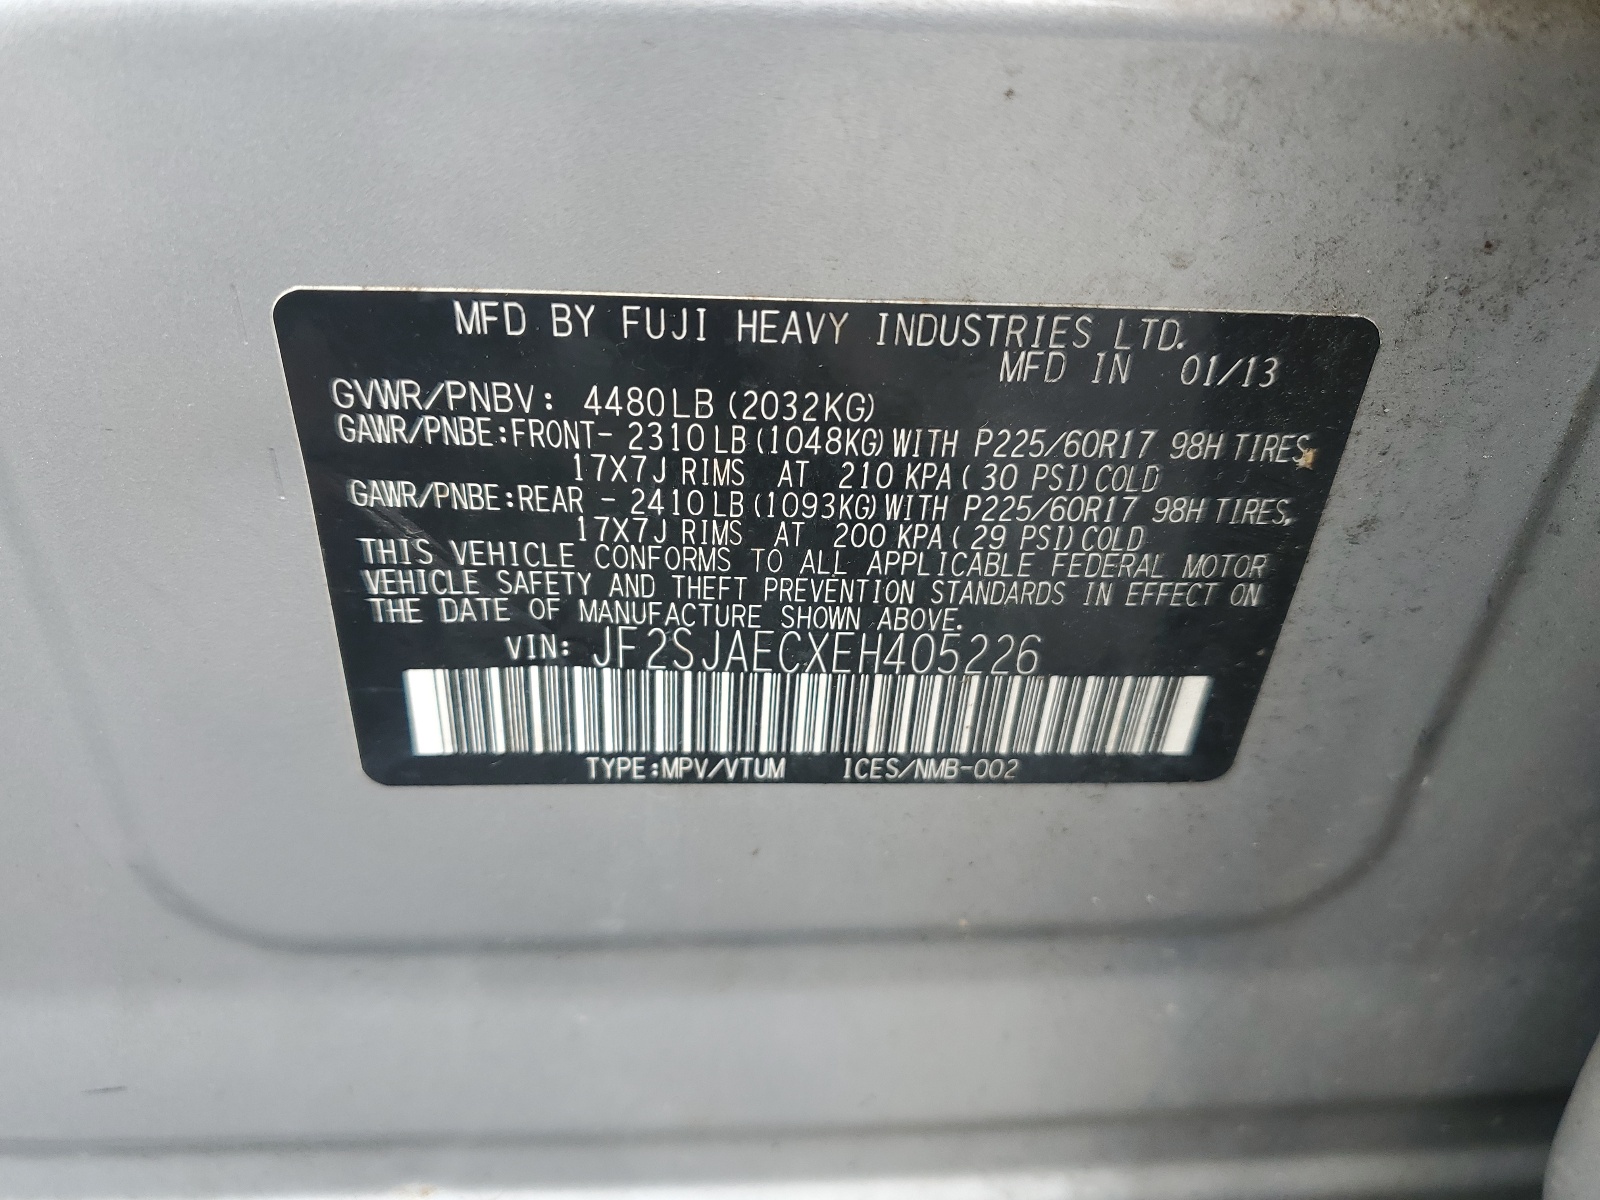 MFD BY FUJI HEAVY INDUSTRIES LTD.
MFD IN 01/13
GVWR/PNBV: 4480LB(2032KG)
GAWR/PNBE:FRONT- 2310LB(1048KG)WITH P225/60R17 98H TIRES,
17X7J RIMS AT 210 KPA(30 PSI)COLD
GAWR/PNBE:REAR - 2410LB(1093KG)WITH P225/60R17 98H TIRES,
17X7J RIMS AT 200 KPA(29 PSI)COLD
THIS VEHICLE CONFORMS TO ALL APPLICABLE FEDERAL MOTOR
VEHICLE SAFETY AND THEFT PREVENTION STANDARDS IN EFFECT ON
THE DATE OF MANUFACTURE SHOWN ABOVE.
VIN: JF2SJAECXEH405226
TYPE:MPV/VTUM ICES/NMB-002